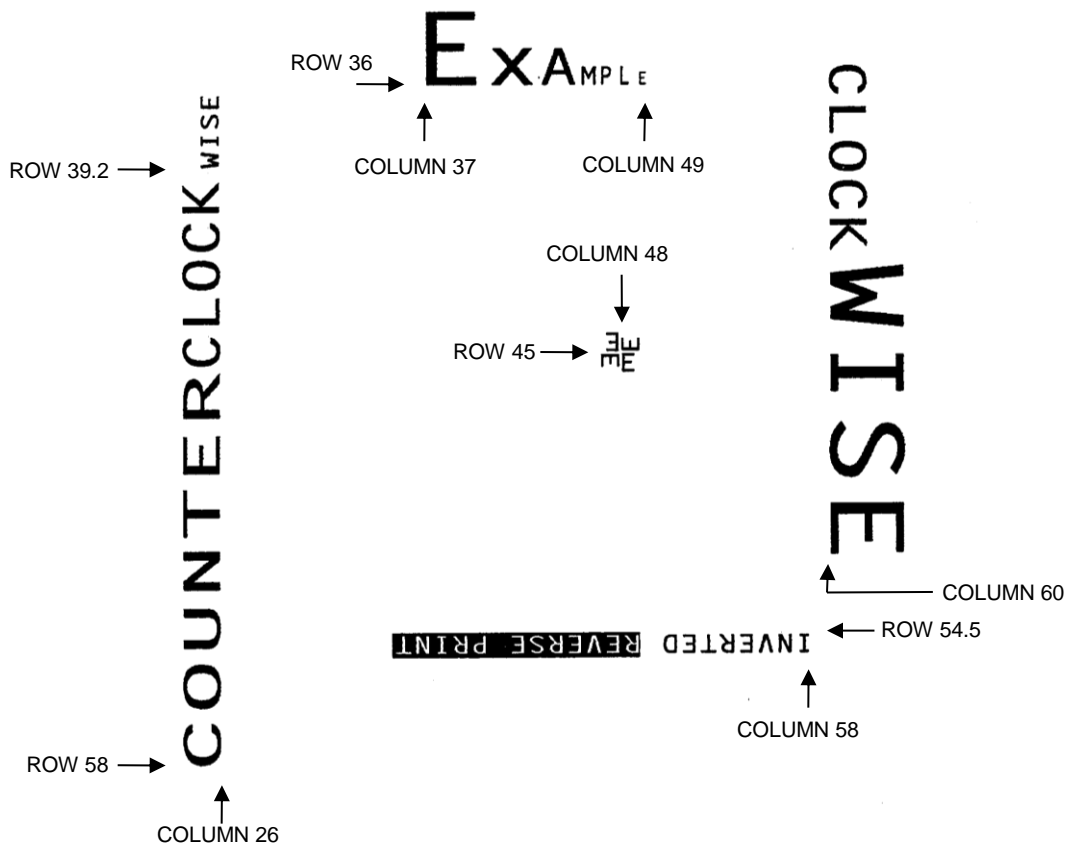 ExAMPLE
ROW 36
COLUMN 37
COLUMN 49
CLOCKWISE
COUNTERCLOCKWISE
ROW 39.2
COLUMN 48
ROW 45
E E E E
COLUMN 60
ROW 54.5
INVERTED REVERSE PRINT
COLUMN 58
ROW 58
COLUMN 26